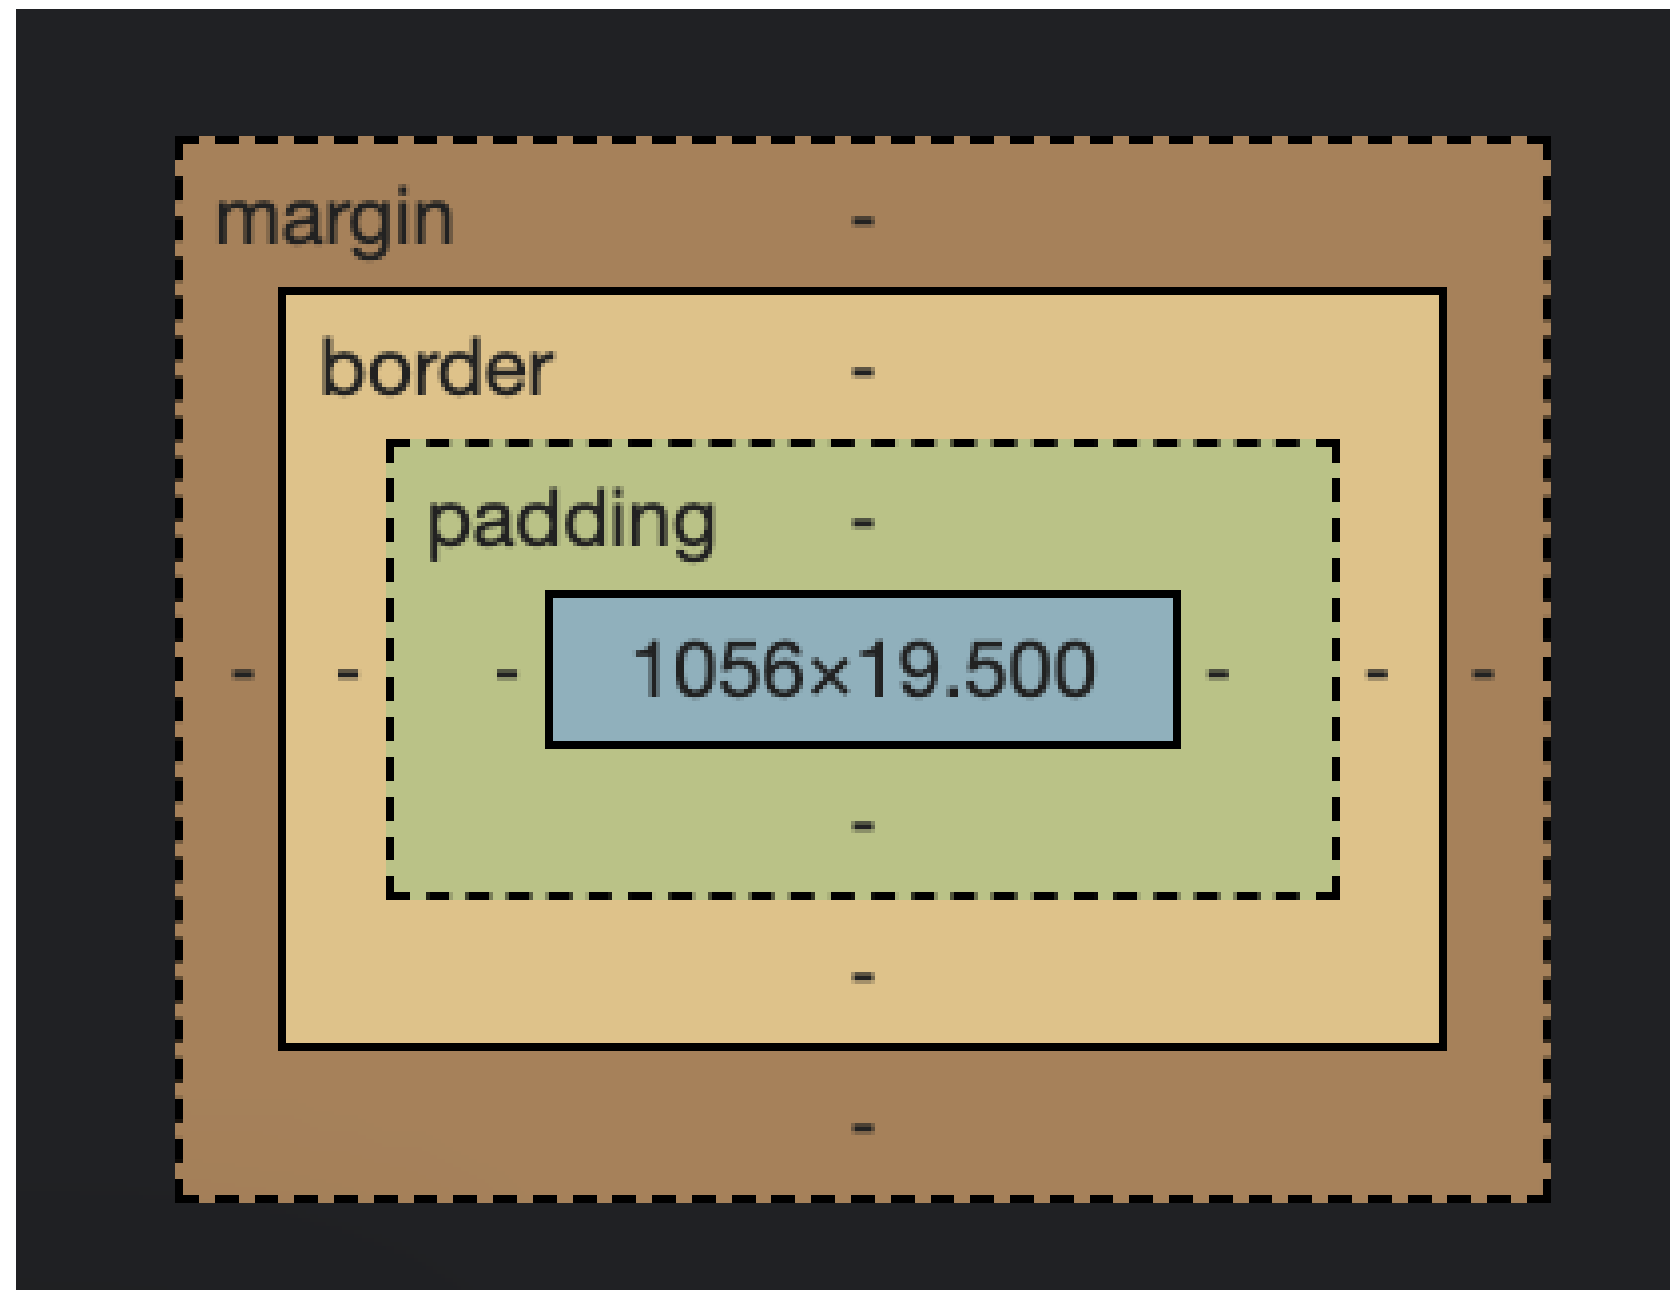 margin -
border -
padding -
- - - 1056×19.500 - - -
-
-
-